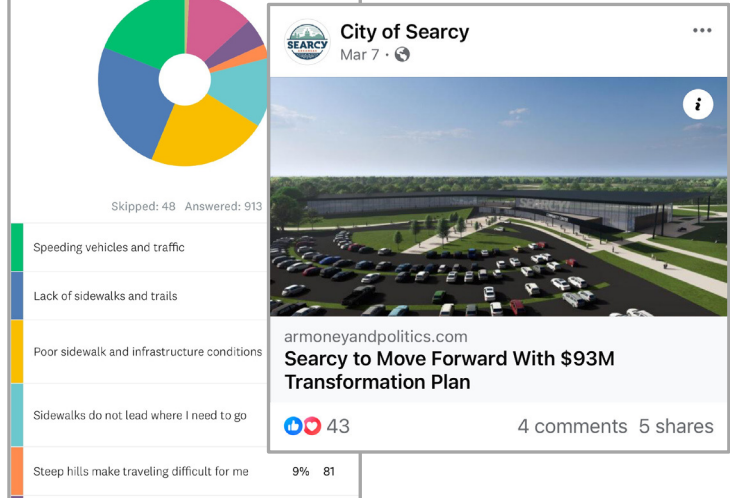 Skipped: 48 Answered: 913
Speeding vehicles and traffic
Lack of sidewalks and trails
Poor sidewalk and infrastructure conditions
Sidewalks do not lead where I need to go
Steep hills make traveling difficult for me 9% 81
SEARCY
City of Searcy
Mar 7 ·
i
armoneyandpolitics.com
Searcy to Move Forward With $93M
Transformation Plan
43 4 comments 5 shares